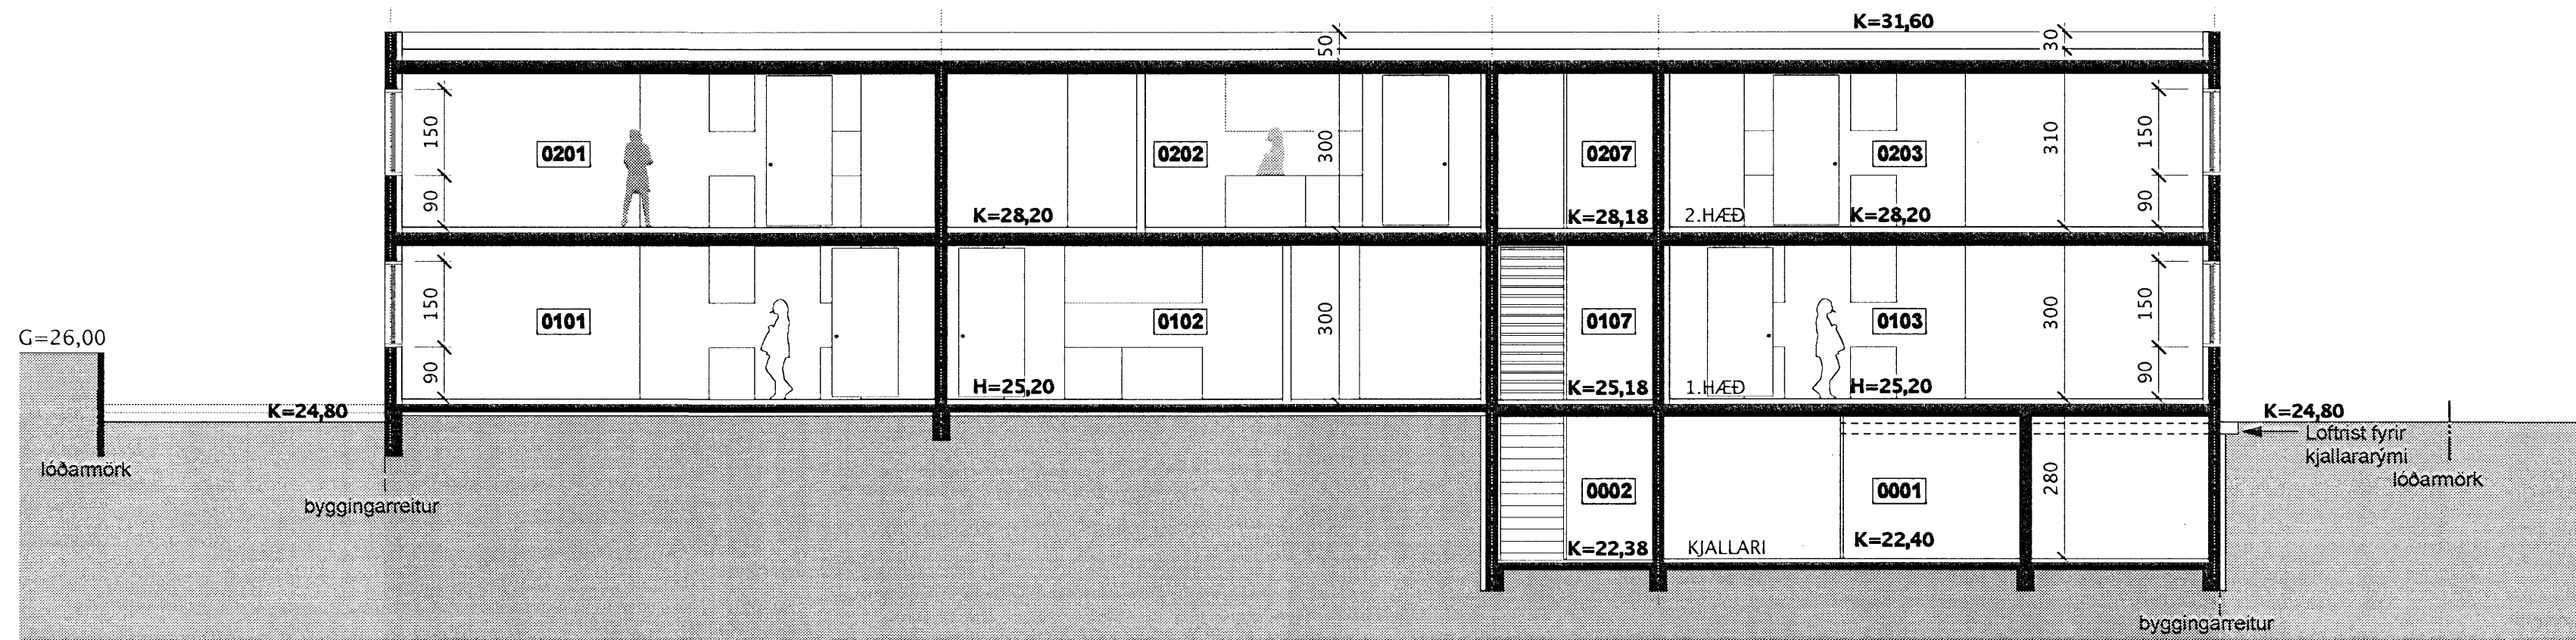 K=31,60
50
30
150
0201
0202
300
0207
0203
310
150
90
K=28,20
K=28,18
2.HÆÐ
K=28,20
90
G=26,00
150
0101
0102
300
0107
0103
300
150
90
H=25,20
K=25,18
1.HÆÐ
H=25,20
90
K=24,80
K=24,80
Loftrist fyrir
kjallararými
lóðarmörk
lóðarmörk
byggingarreitur
0002
0001
280
K=22,38
KJALLARI
K=22,40
byggingarreitur